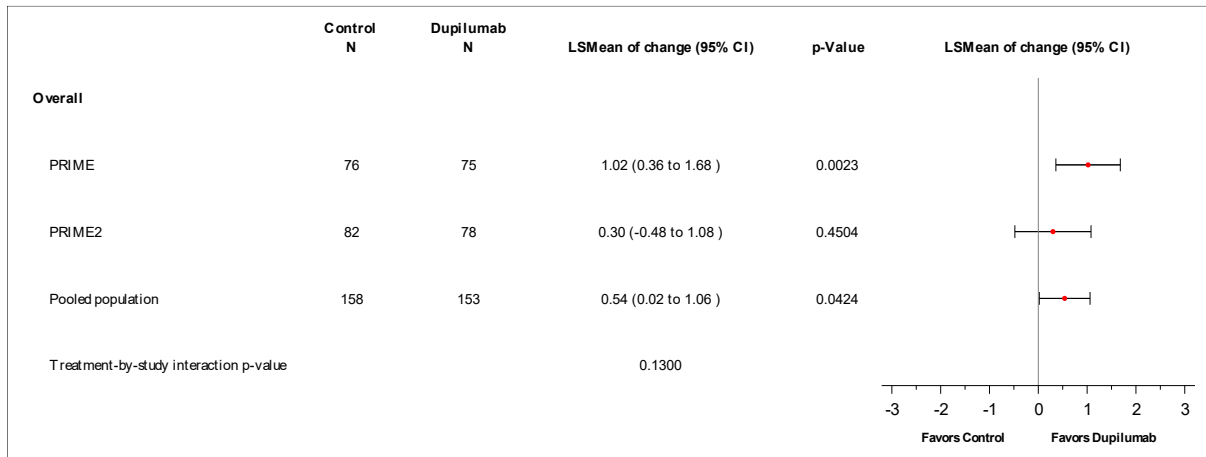 Control Dupilumab
N N LSMean of change (95% CI) p-Value LSMean of change (95% CI)
Overall
PRIME 76 75 1.02 (0.36 to 1.68 ) 0.0023
PRIME2 82 78 0.30 (-0.48 to 1.08 ) 0.4504
Pooled population 158 153 0.54 (0.02 to 1.06 ) 0.0424
Treatment-by-study interaction p-value 0.1300
-3 -2 -1 0 1 2 3
Favors Control Favors Dupilumab